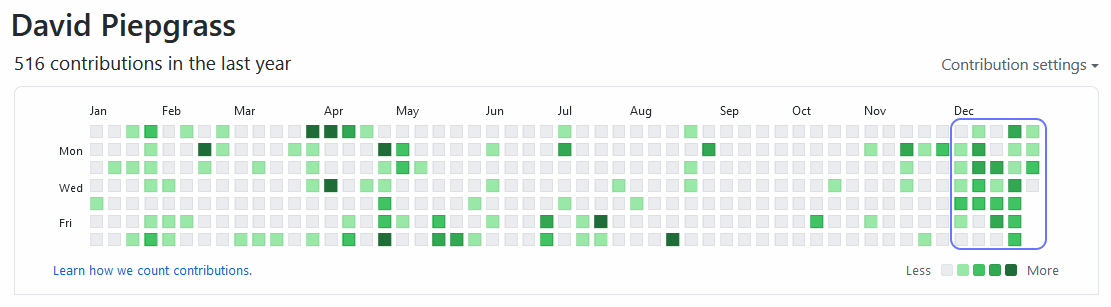 David Piepgrass
516 contributions in the last year
Contribution settings
Jan Feb Mar Apr May Jun Jul Aug Sep Oct Nov Dec
Mon
Wed
Fri
Learn how we count contributions.
Less More